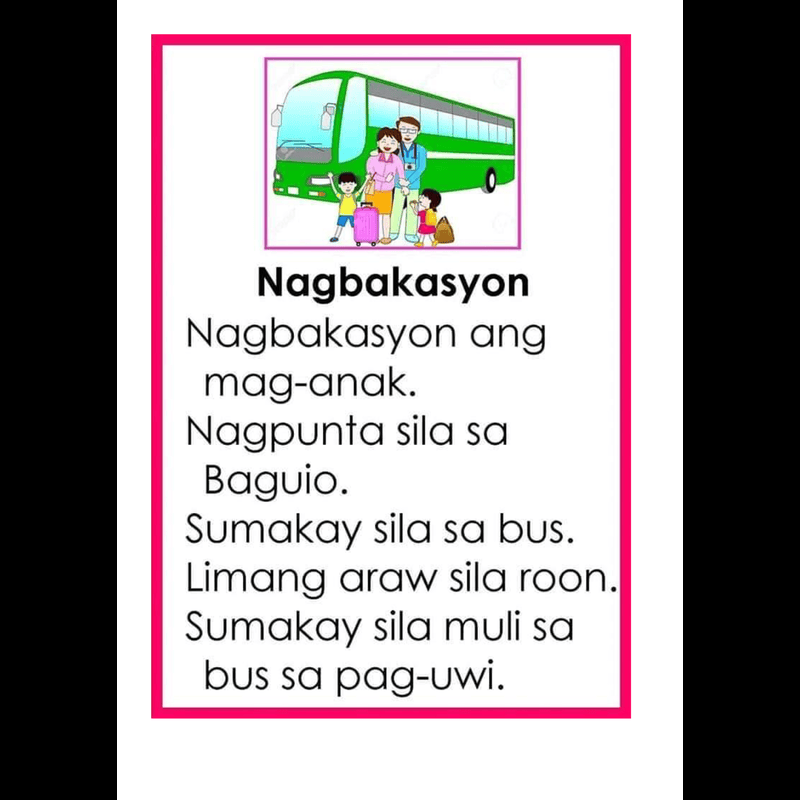 Nagbakasyon
Nagbakasyon ang
mag-anak.
Nagpunta sila sa
Baguio.
Sumakay sila sa bus.
Limang araw sila roon.
Sumakay sila muli sa
bus sa pag-uwi.